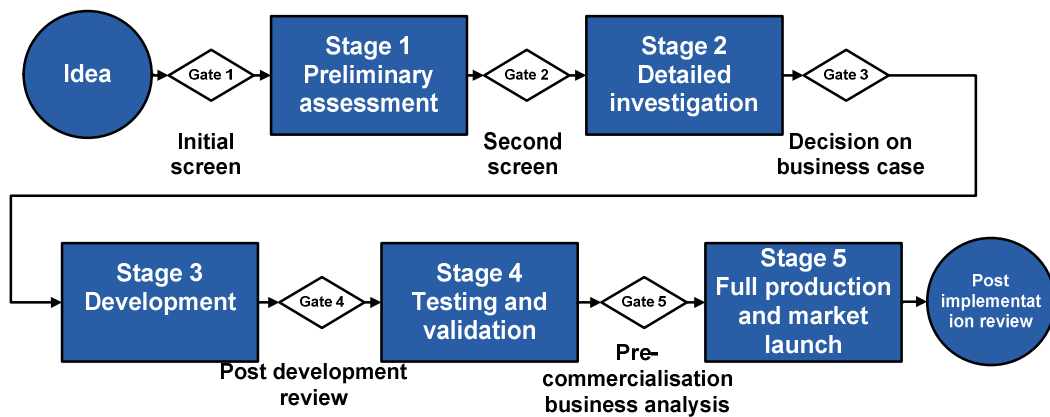 Idea
Gate 1
Initial
screen
Stage 1
Preliminary
assessment
Gate 2
Second
screen
Stage 2
Detailed
investigation
Gate 3
Decision on
business case
Stage 3
Development
Gate 4
Post development
review
Stage 4
Testing and
validation
Gate 5
Pre-
commercialisation
business analysis
Stage 5
Full production
and market
launch
Post
implementat
ion review